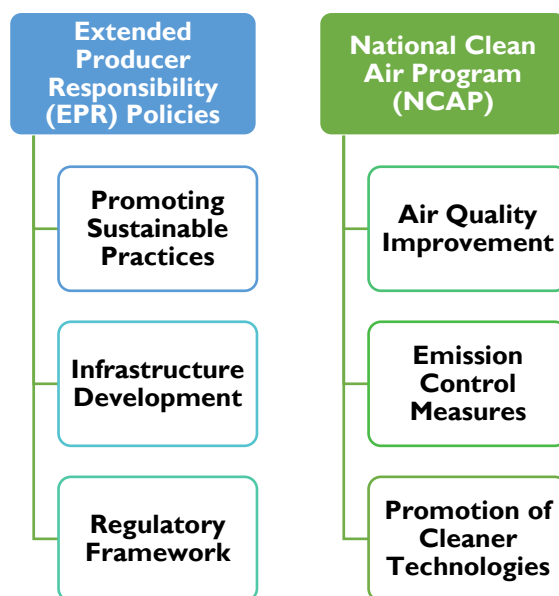 Extended
Producer
Responsibility
(EPR) Policies
Promoting
Sustainable
Practices
Infrastructure
Development
Regulatory
Framework
National Clean
Air Program
(NCAP)
Air Quality
Improvement
Emission
Control
Measures
Promotion of
Cleaner
Technologies